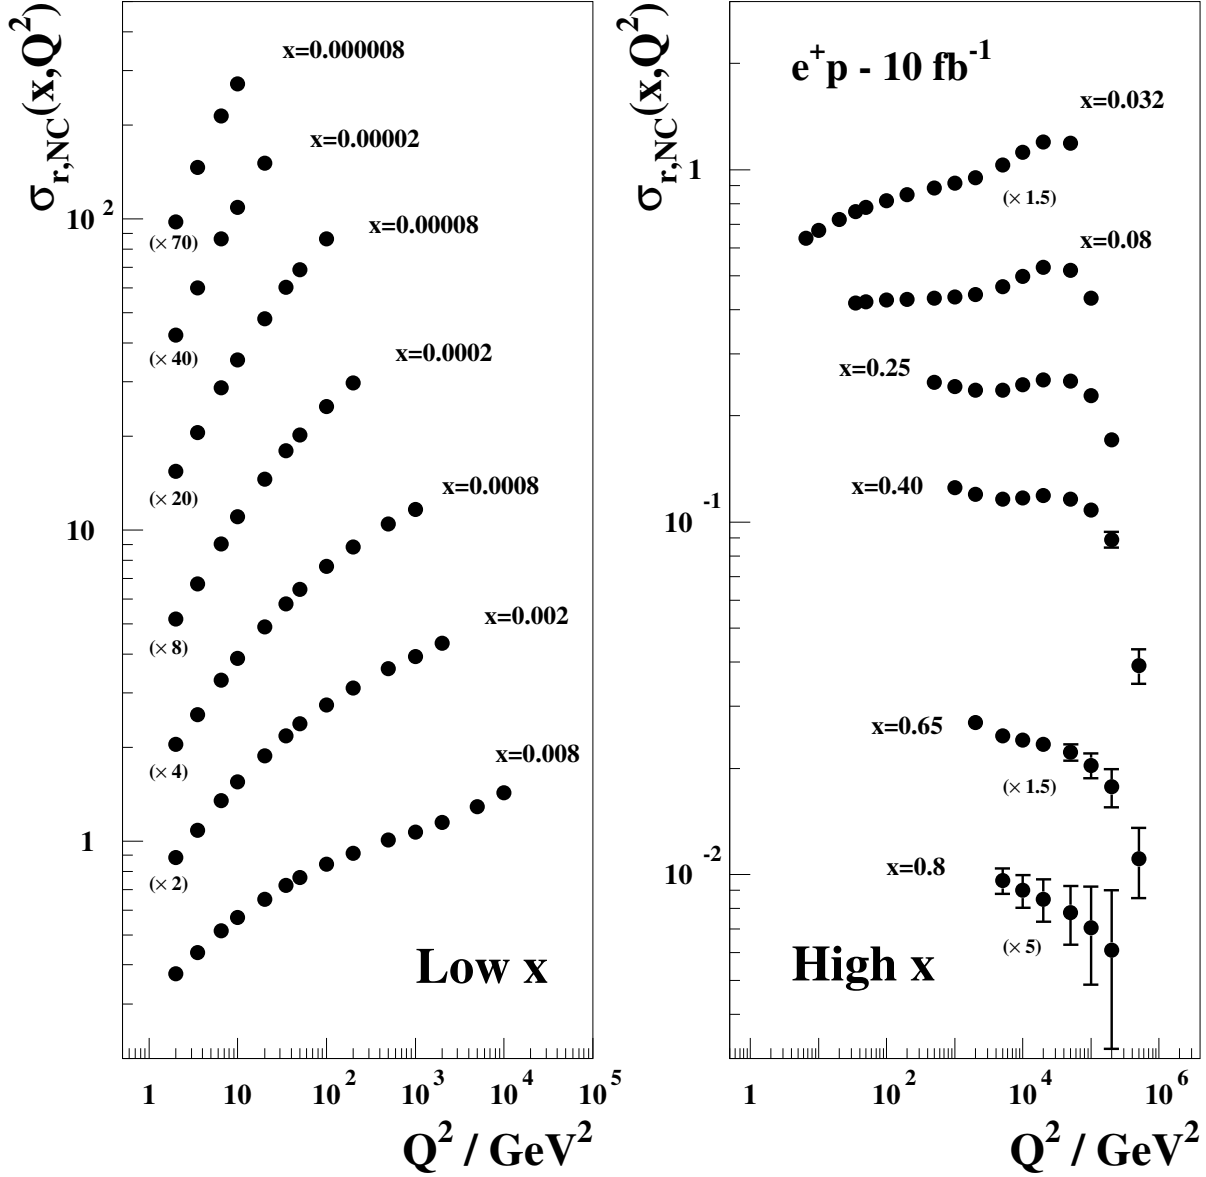 σr,NC(x,Q²)
x=0.000008
x=0.00002
x=0.00008
x=0.0002
x=0.0008
x=0.002
x=0.008
(× 70)
(× 40)
(× 20)
(× 8)
(× 4)
(× 2)
10²
10
1
Low x
1 10 10² 10³ 10⁴ 10⁵
Q² / GeV²
σr,NC(x,Q²)
e⁺p - 10 fb⁻¹
x=0.032
(× 1.5)
x=0.08
x=0.25
x=0.40
x=0.65
(× 1.5)
x=0.8
(× 5)
1
10⁻¹
10⁻²
High x
1 10² 10⁴ 10⁶
Q² / GeV²